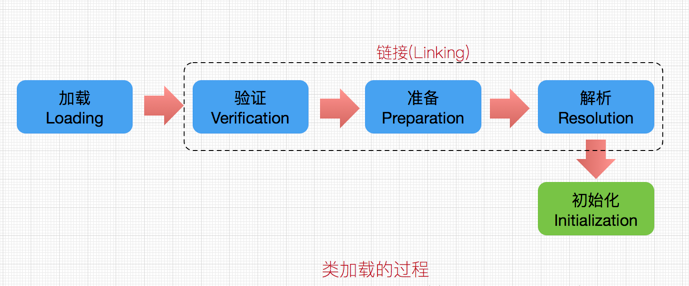 链接(Linking)
加载
Loading
验证
Verification
准备
Preparation
解析
Resolution
初始化
Initialization
类加载的过程